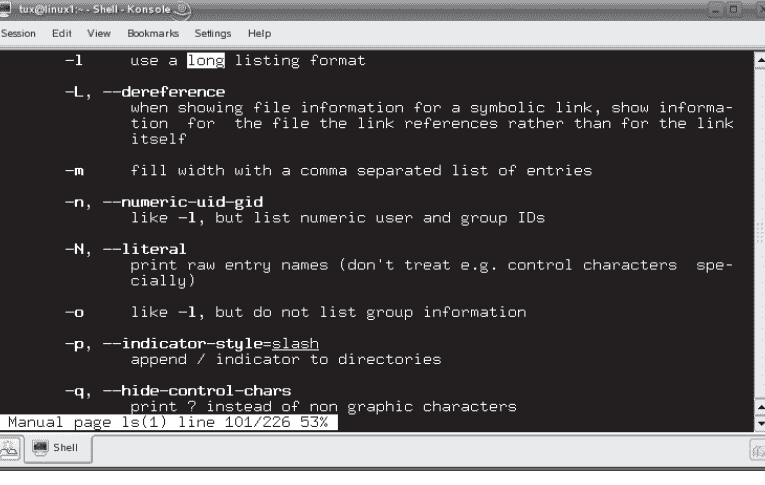 tux@linux1:~ - Shell - Konsole
Session Edit View Bookmarks Settings Help
-l use a long listing format
-L, --dereference
when showing file information for a symbolic link, show informa-
tion for the file the link references rather than for the link
itself
-m fill width with a comma separated list of entries
-n, --numeric-uid-gid
like -l, but list numeric user and group IDs
-N, --literal
print raw entry names (don't treat e.g. control characters spe-
cially)
-o like -l, but do not list group information
-p, --indicator-style=slash
append / indicator to directories
-q, --hide-control-chars
print ? instead of non graphic characters
Manual page ls(1) line 101/226 53%
Shell